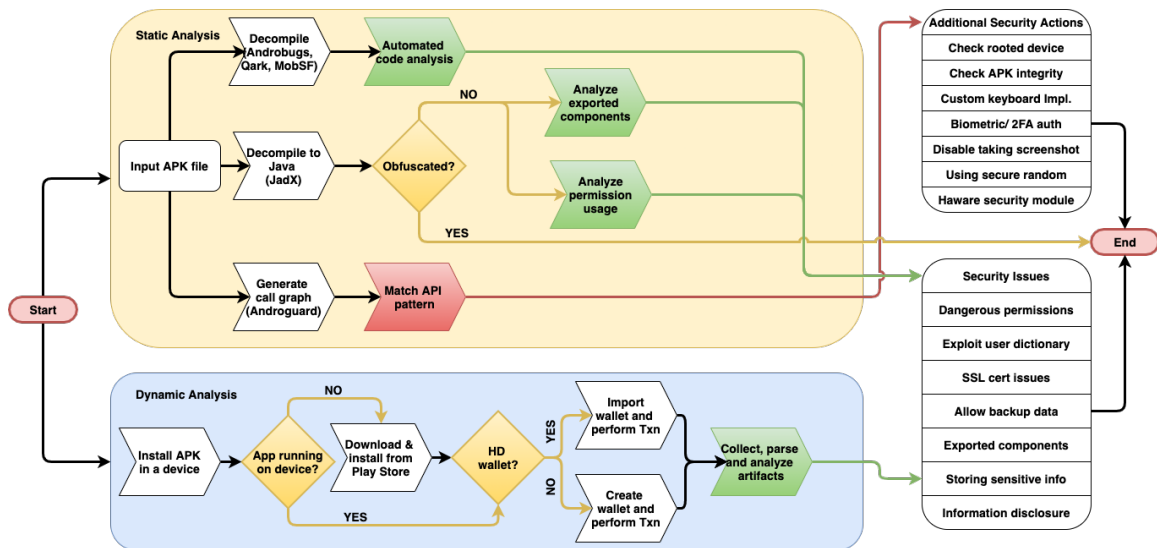 Static Analysis
Decompile
(Androbugs,
Qark, MobSF)
Automated
code analysis
Input APK file
Decompile to
Java
(JadX)
Obfuscated?
NO
YES
Analyze
exported
components
Analyze
permission
usage
Generate
call graph
(Androguard)
Match API
pattern
Start
Dynamic Analysis
Install APK
in a device
App running
on device?
NO
YES
Download &
install from
Play Store
HD
wallet?
YES
NO
Import
wallet and
perform Txn
Create
wallet and
perform Txn
Collect, parse
and analyze
artifacts
Additional Security Actions
Check rooted device
Check APK integrity
Custom keyboard Impl.
Biometric/ 2FA auth
Disable taking screenshot
Using secure random
Haware security module
End
Security Issues
Dangerous permissions
Exploit user dictionary
SSL cert issues
Allow backup data
Exported components
Storing sensitive info
Information disclosure